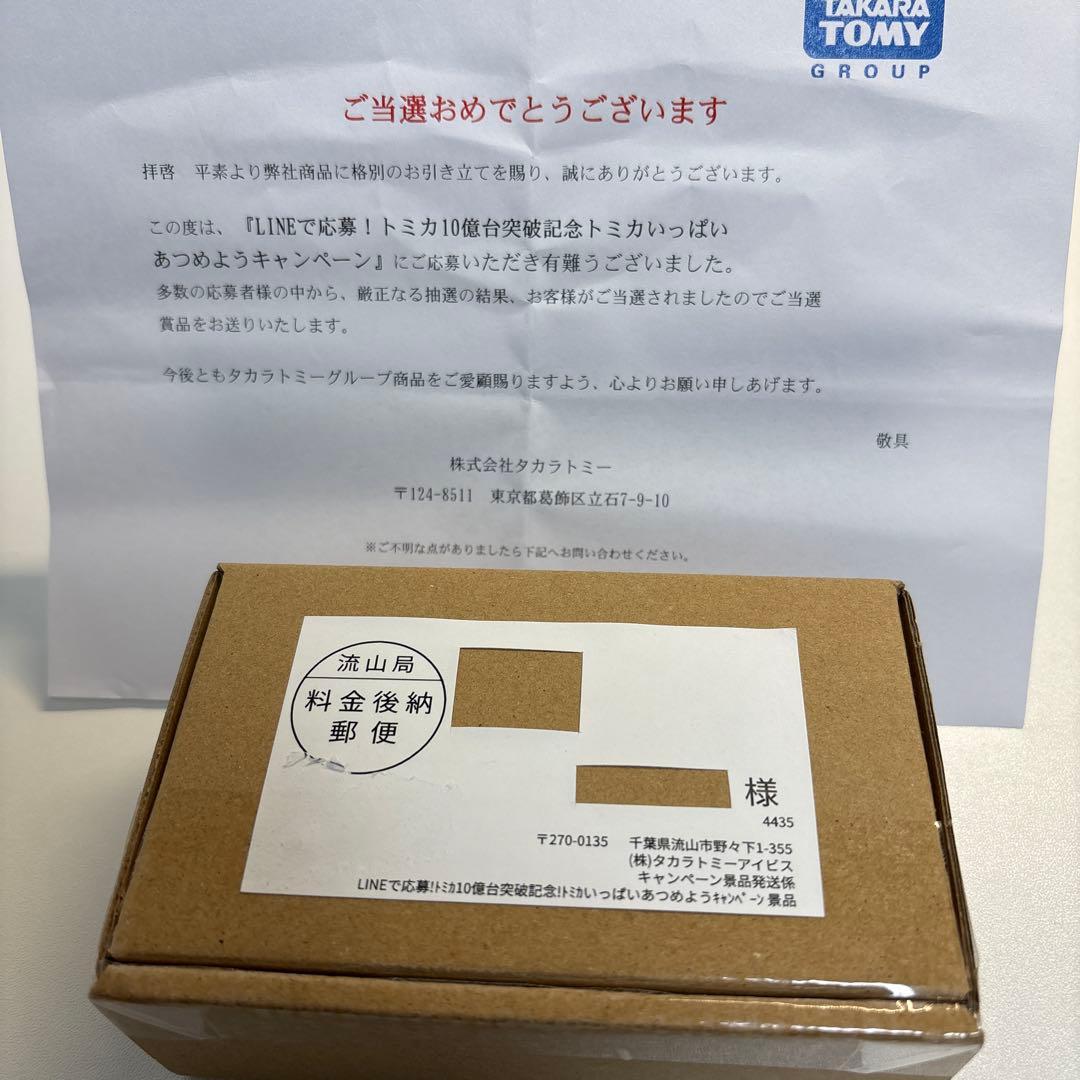 TAKARA
TOMY
GROUP
ご当選おめでとうございます
拝啓　平素より弊社商品に格別のお引き立てを賜り、誠にありがとうございます。
この度は、『LINEで応募！トミカ10億台突破記念トミカいっぱい
あつめようキャンペーン』にご応募いただき有難うございました。
多数の応募者様の中から、厳正なる抽選の結果、お客様がご当選されましたのでご当選
賞品をお送りいたします。
今後ともタカラトミーグループ商品をご愛顧賜りますよう、心よりお願い申しあげます。
敬具
株式会社タカラトミー
〒124-8511　東京都葛飾区立石7-9-10
※ご不明な点がありましたら下記へお問い合わせください。
流山局
料金後納
郵便
様
4435
〒270-0135　千葉県流山市野々下1-355
(株)タカラトミーアイビス
キャンペーン景品発送係
LINEで応募!ﾄﾐｶ10億台突破記念!ﾄﾐｶいっぱいあつめようｷｬﾝﾍﾟｰﾝ景品